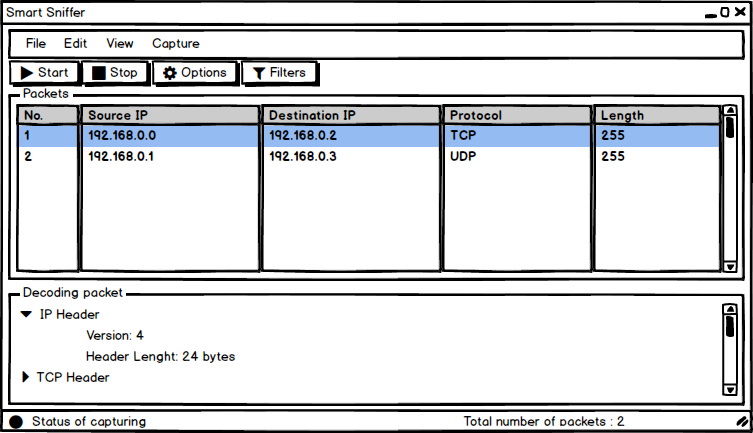 Smart Sniffer
File Edit View Capture
Start Stop Options Filters
Packets
No. Source IP Destination IP Protocol Length
1 192.168.0.0 192.168.0.2 TCP 255
2 192.168.0.1 192.168.0.3 UDP 255
Decoding packet
IP Header
Version: 4
Header Lenght: 24 bytes
TCP Header
Status of capturing Total number of packets : 2